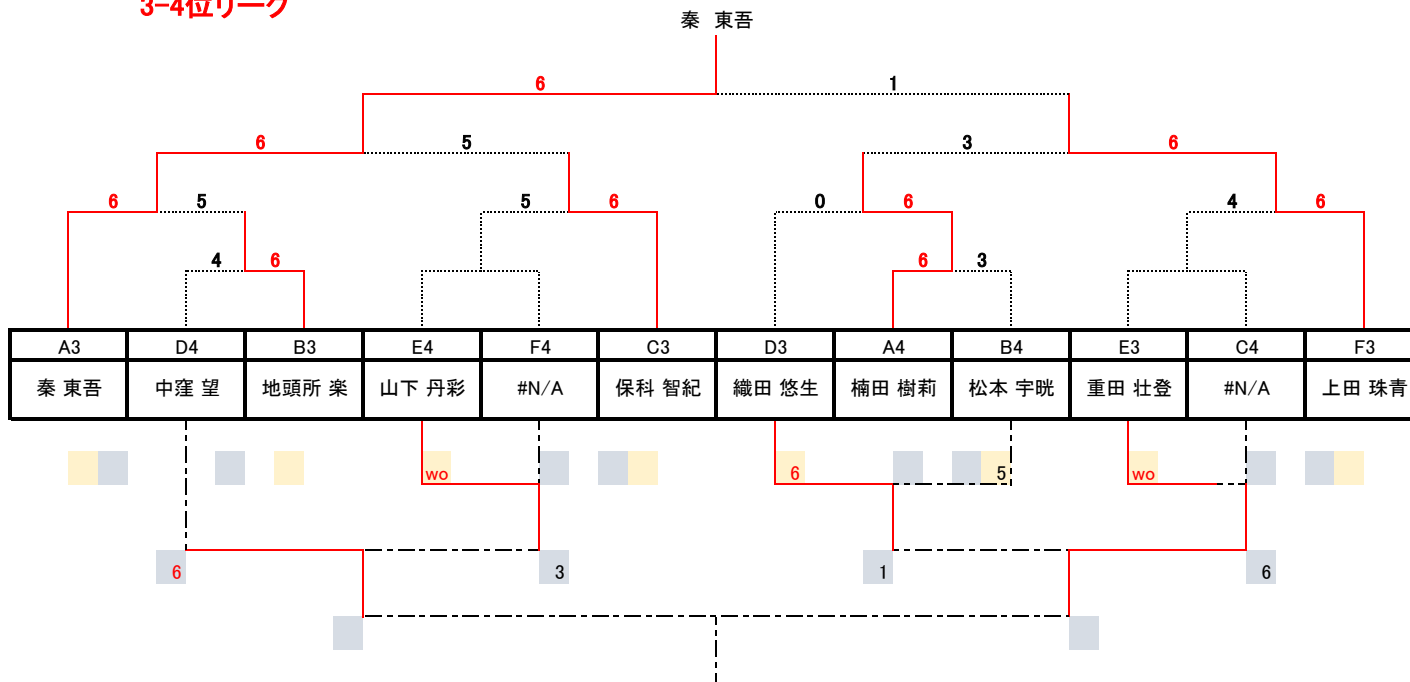 3-4位リーグ
秦 東吾
6 1
6 5 3 6
6 5 5 6 0 6 4 6
4 6 6 3
A3 D4 B3 E4 F4 C3 D3 A4 B4 E3 C4 F3
秦 東吾 中窪 望 地頭所 楽 山下 丹彩 #N/A 保科 智紀 織田 悠生 楠田 樹莉 松本 宇晄 重田 壮登 #N/A 上田 珠青
wo 6 5 wo
6 3 1 6